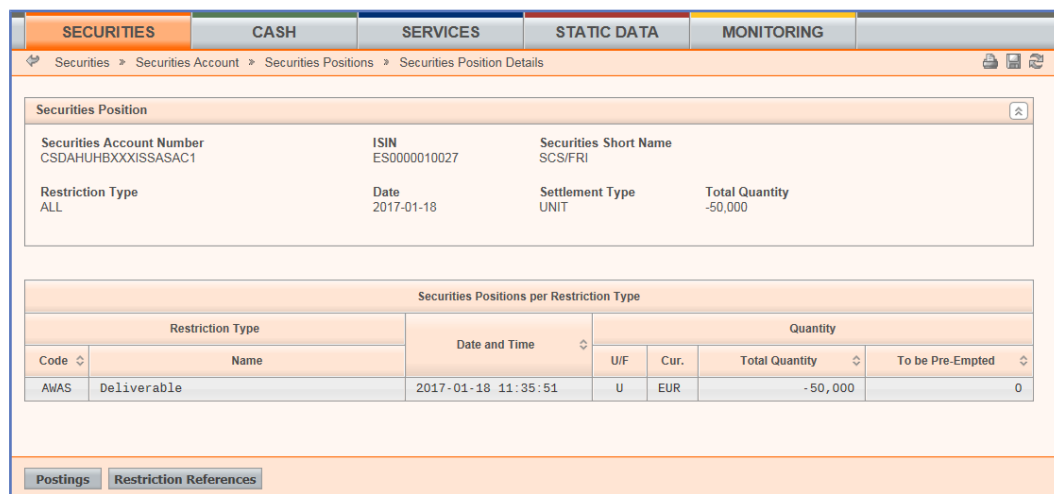 SECURITIES CASH SERVICES STATIC DATA MONITORING
Securities » Securities Account » Securities Positions » Securities Position Details
Securities Position
Securities Account Number ISIN Securities Short Name
CSDAHUHBXXXISSASAC1 ES0000010027 SCS/FRI
Restriction Type Date Settlement Type Total Quantity
ALL 2017-01-18 UNIT -50,000
Securities Positions per Restriction Type
Restriction Type Date and Time Quantity
Code Name U/F Cur. Total Quantity To be Pre-Empted
AWAS Deliverable 2017-01-18 11:35:51 U EUR -50,000 0
Postings Restriction References